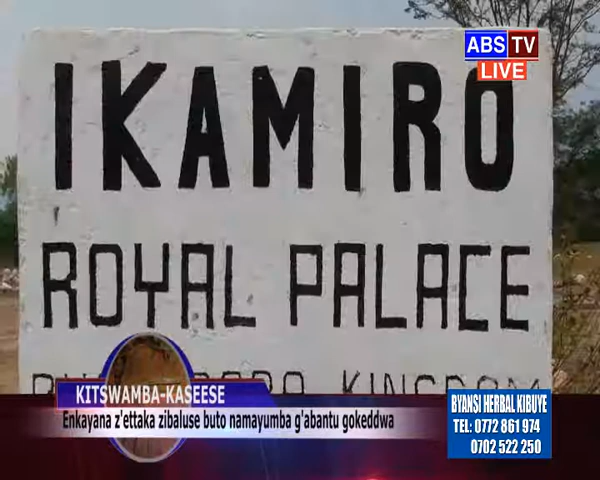 ABS TV
LIVE
IKAMIRO
ROYAL PALACE
KINGDOM
KITSWAMBA-KASEESE
Enkayana z'ettaka zibaluse buto namayumba g'abantu gokeddwa
BYANSI HERBAL KIBUYE
TEL: 0772 861 974
0702 522 250